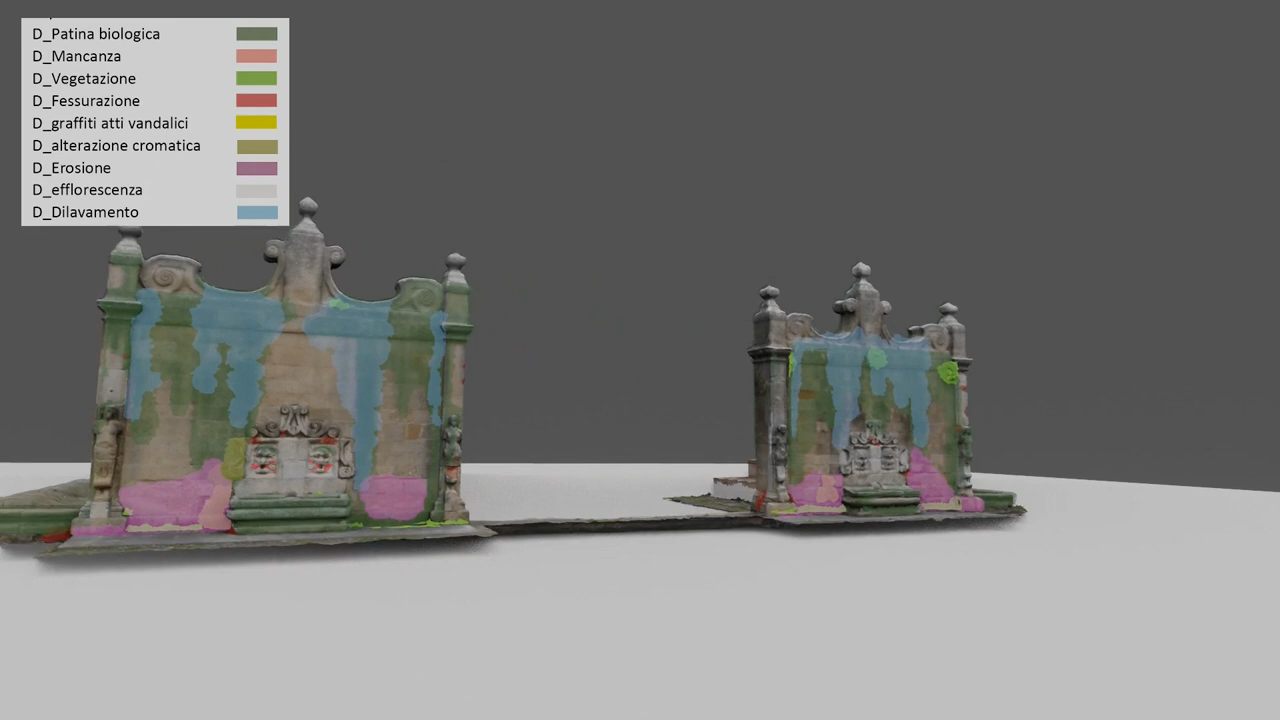 D_Patina biologica
D_Mancanza
D_Vegetazione
D_Fessurazione
D_graffiti atti vandalici
D_alterazione cromatica
D_Erosione
D_efflorescenza
D_Dilavamento